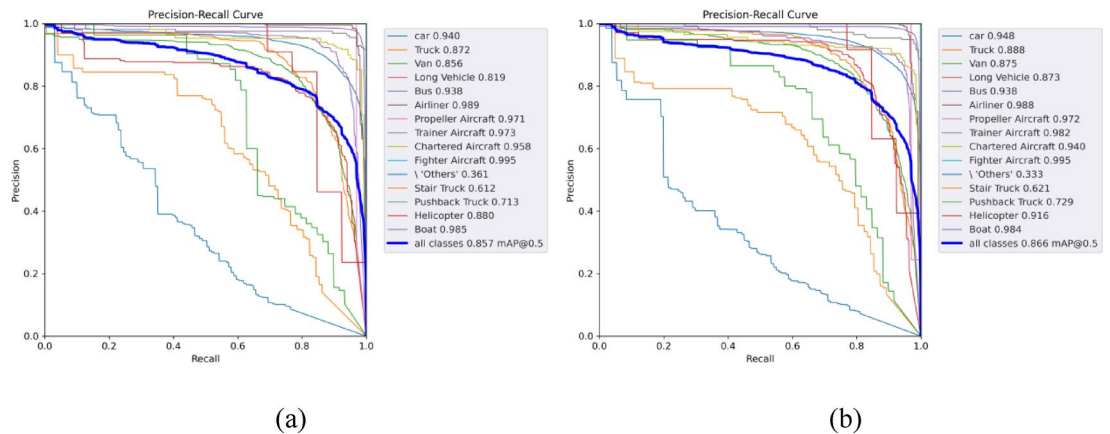 Precision-Recall Curve
1.0
0.8
0.6
0.4
0.2
0.0
Precision
0.0 0.2 0.4 0.6 0.8 1.0
Recall
car 0.940
Truck 0.872
Van 0.856
Long Vehicle 0.819
Bus 0.938
Airliner 0.989
Propeller Aircraft 0.971
Trainer Aircraft 0.973
Chartered Aircraft 0.958
Fighter Aircraft 0.995
\ 'Others' 0.361
Stair Truck 0.612
Pushback Truck 0.713
Helicopter 0.880
Boat 0.985
all classes 0.857 mAP@0.5
(a)
Precision-Recall Curve
1.0
0.8
0.6
0.4
0.2
0.0
Precision
0.0 0.2 0.4 0.6 0.8 1.0
Recall
car 0.948
Truck 0.888
Van 0.875
Long Vehicle 0.873
Bus 0.938
Airliner 0.988
Propeller Aircraft 0.972
Trainer Aircraft 0.982
Chartered Aircraft 0.940
Fighter Aircraft 0.995
\ 'Others' 0.333
Stair Truck 0.621
Pushback Truck 0.729
Helicopter 0.916
Boat 0.984
all classes 0.866 mAP@0.5
(b)